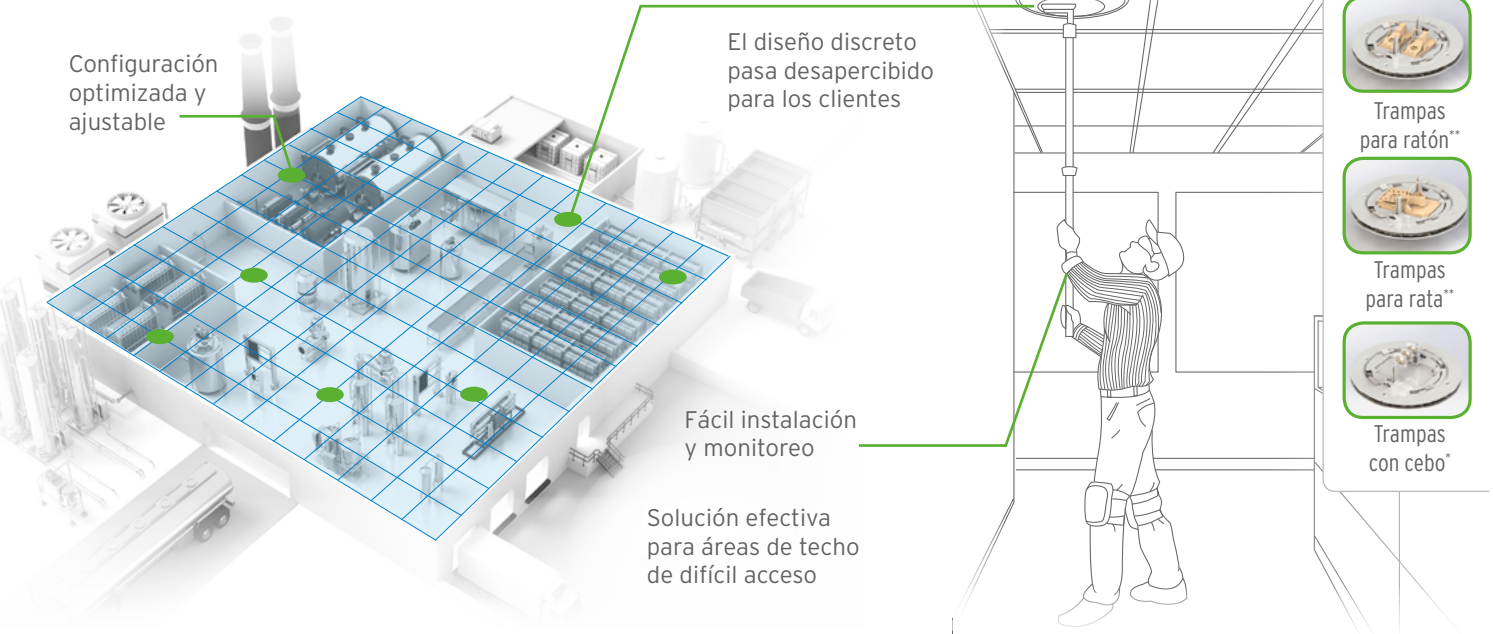 Configuración
optimizada y
ajustable
El diseño discreto
pasa desapercibido
para los clientes
Fácil instalación
y monitoreo
Solución efectiva
para áreas de techo
de difícil acceso
Trampas
para ratón**
Trampas
para rata**
Trampas
con cebo*